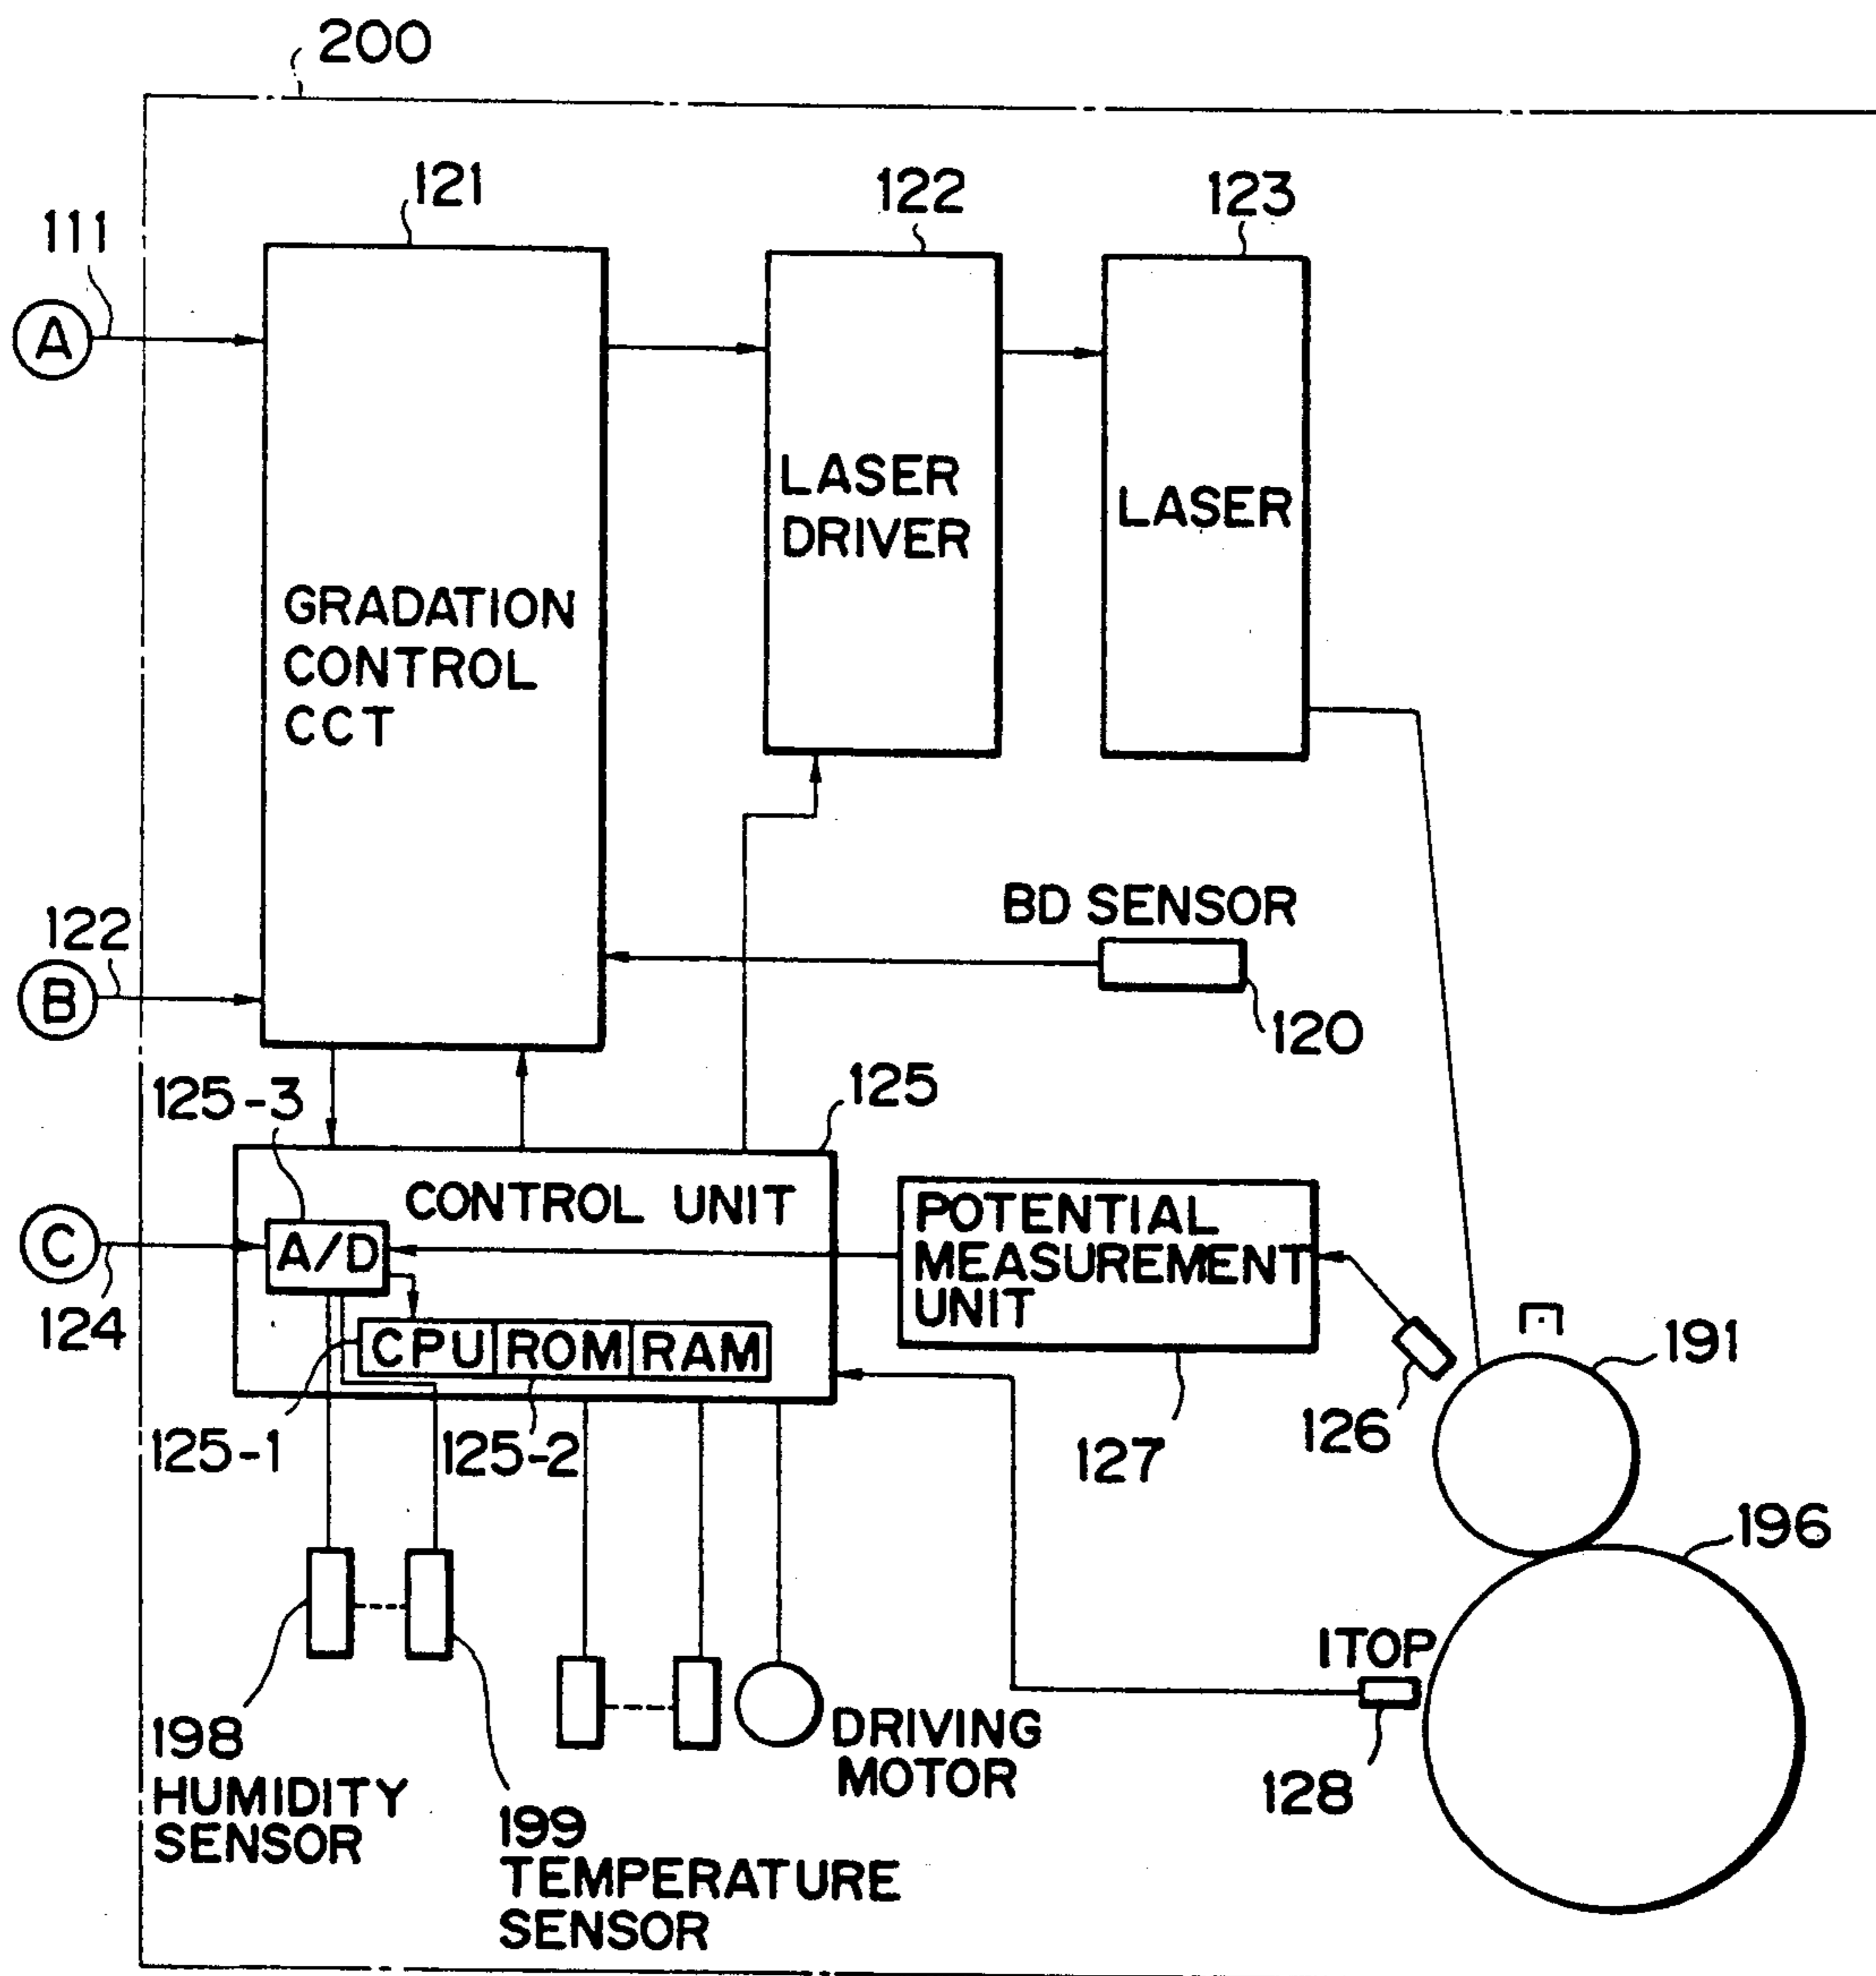 200
121
122
123
111
A
LASER
DRIVER
LASER
GRADATION
CONTROL
CCT
BD SENSOR
122
B
120
125-3
125
CONTROL UNIT
POTENTIAL
MEASUREMENT
UNIT
C
A/D
124
CPU ROM RAM
191
126
125-1
125-2
127
196
ITOP
198
HUMIDITY
SENSOR
DRIVING
MOTOR
128
199
TEMPERATURE
SENSOR